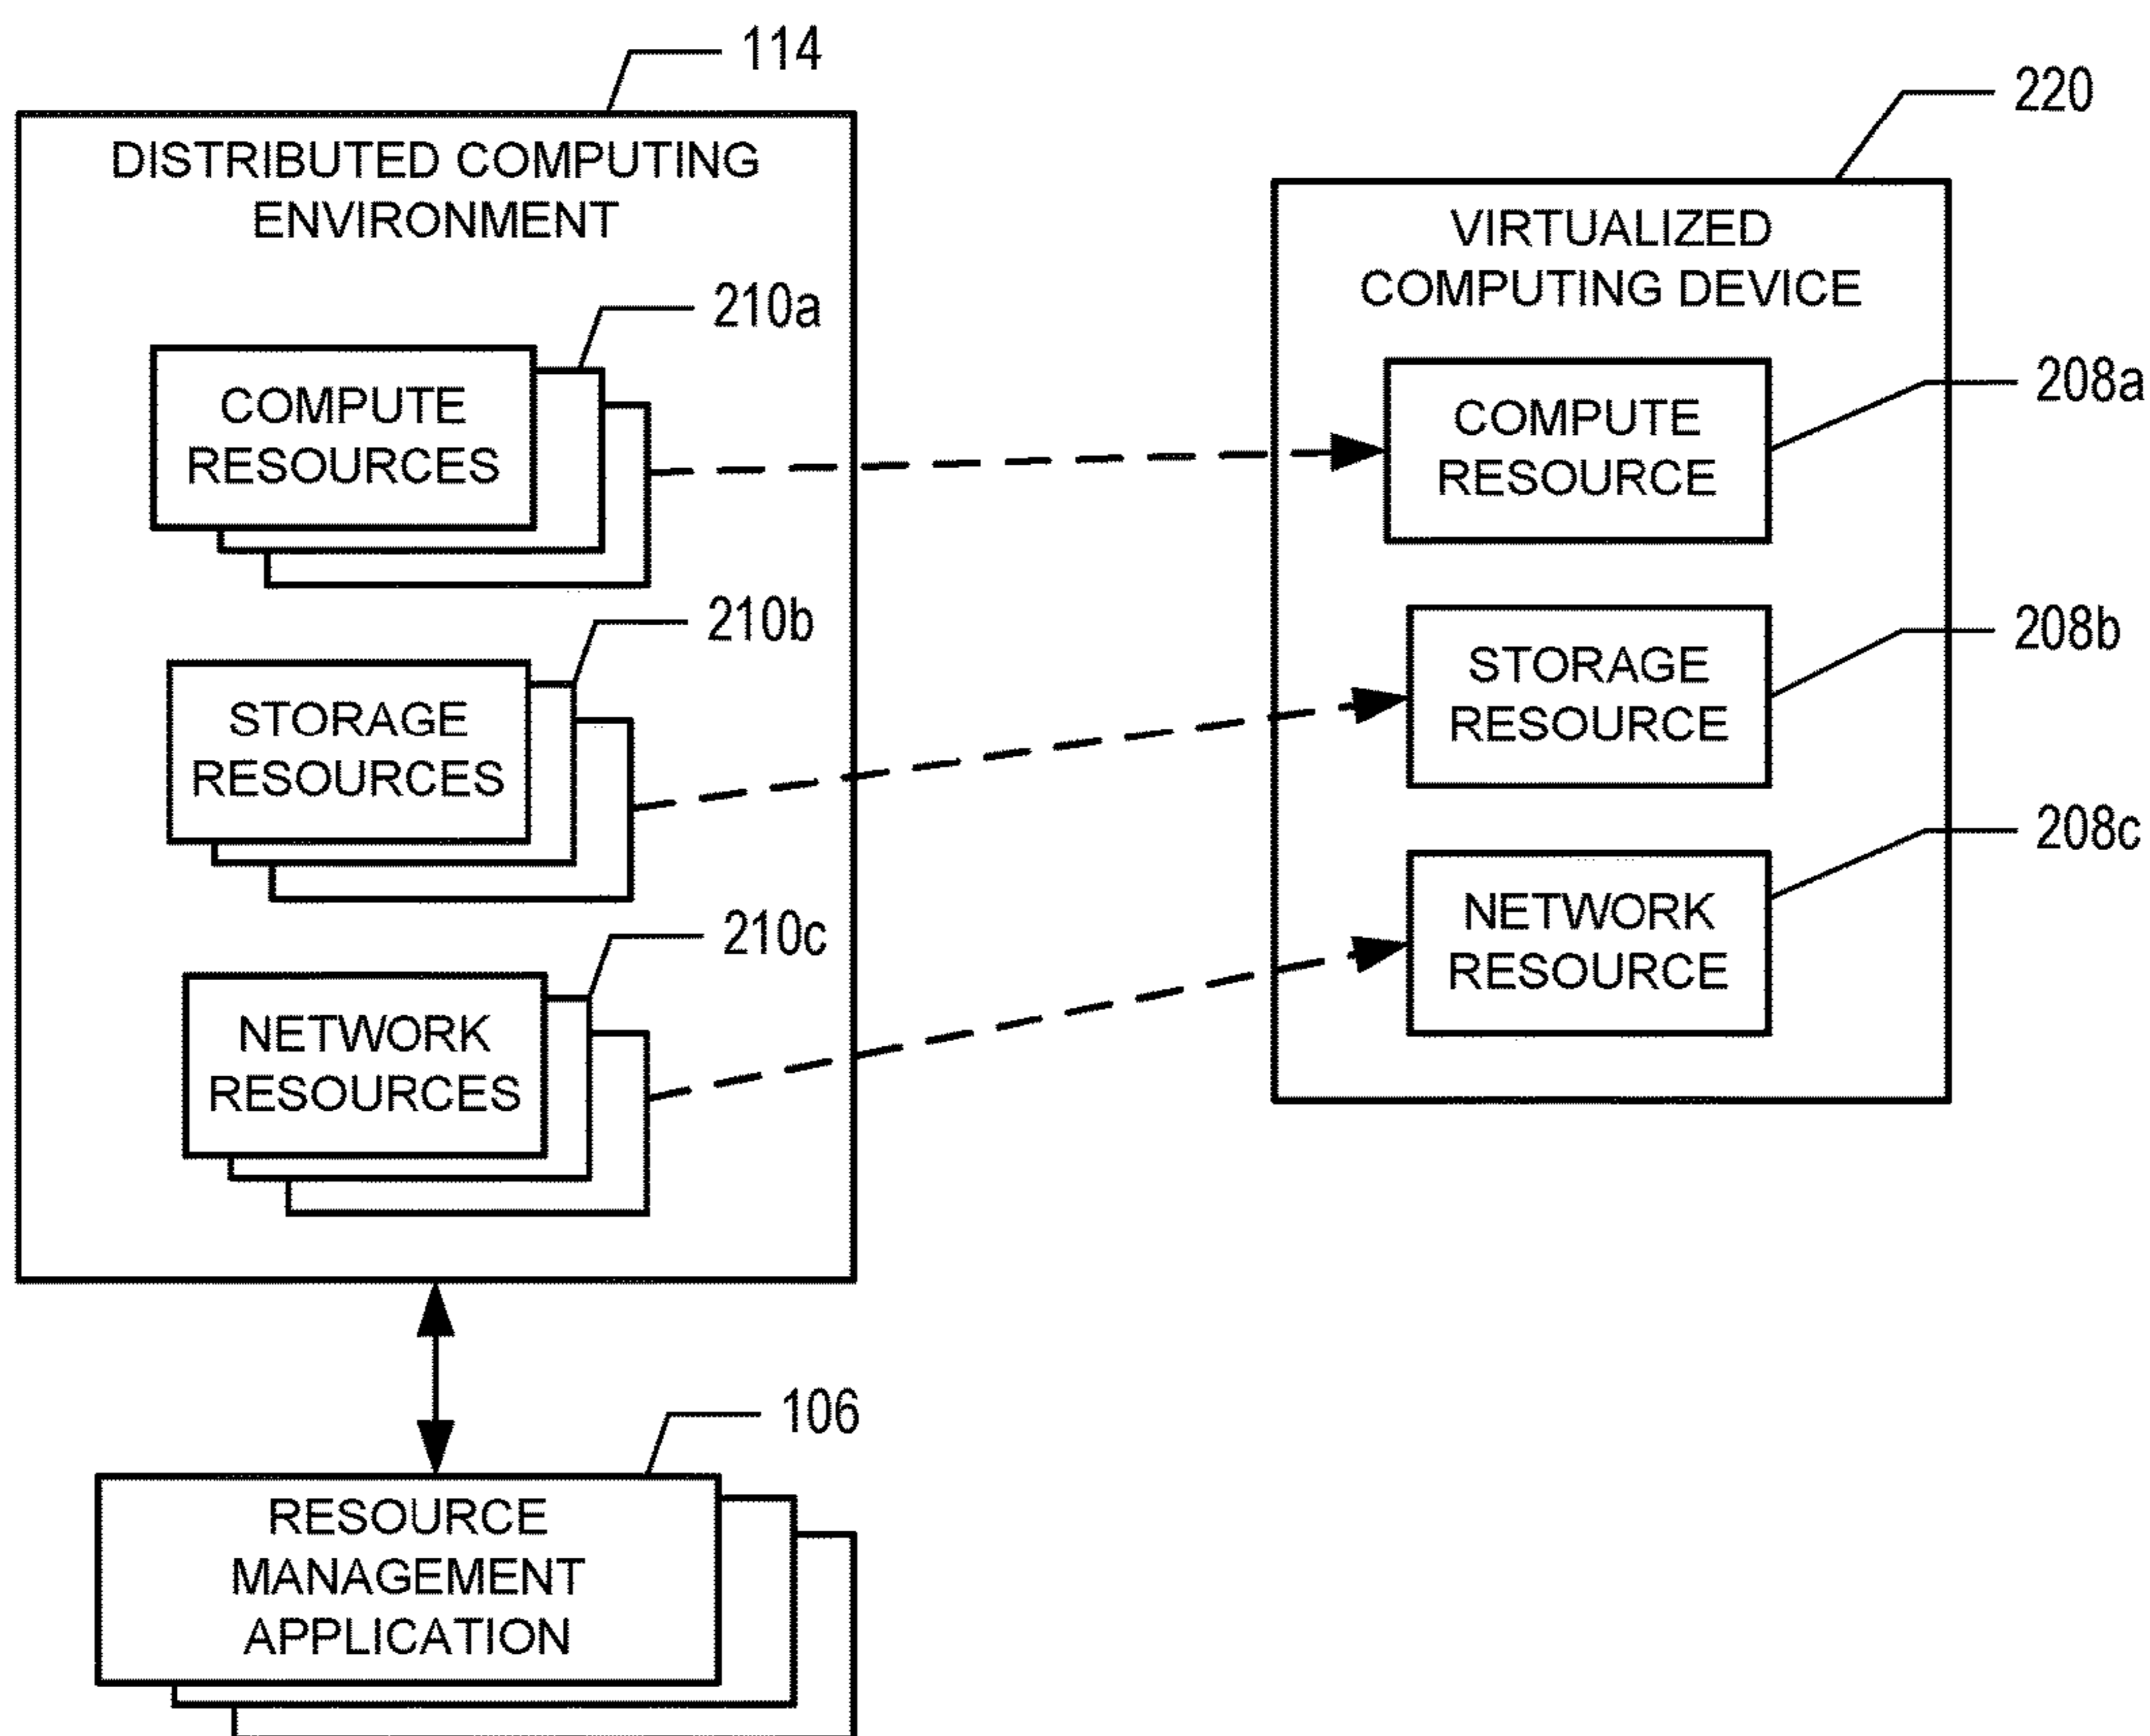 114
DISTRIBUTED COMPUTING
ENVIRONMENT
210a
COMPUTE
RESOURCES
210b
STORAGE
RESOURCES
210c
NETWORK
RESOURCES
106
RESOURCE
MANAGEMENT
APPLICATION
220
VIRTUALIZED
COMPUTING DEVICE
208a
COMPUTE
RESOURCE
208b
STORAGE
RESOURCE
208c
NETWORK
RESOURCE